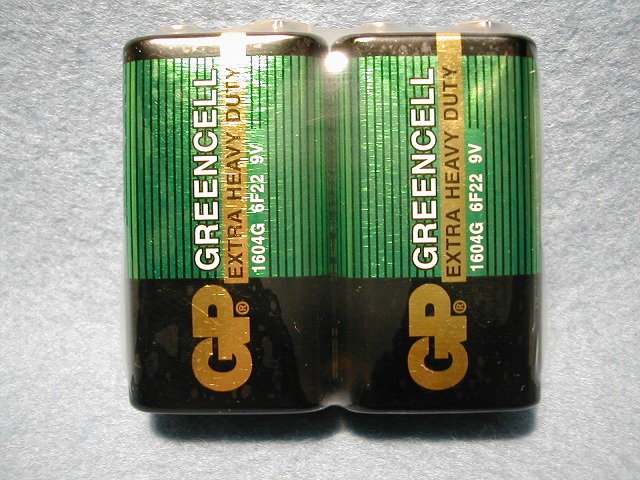 GP®
GREENCELL
EXTRA HEAVY DUTY
1604G 6F22 9V
GP®
GREENCELL
EXTRA HEAVY DUTY
1604G 6F22 9V